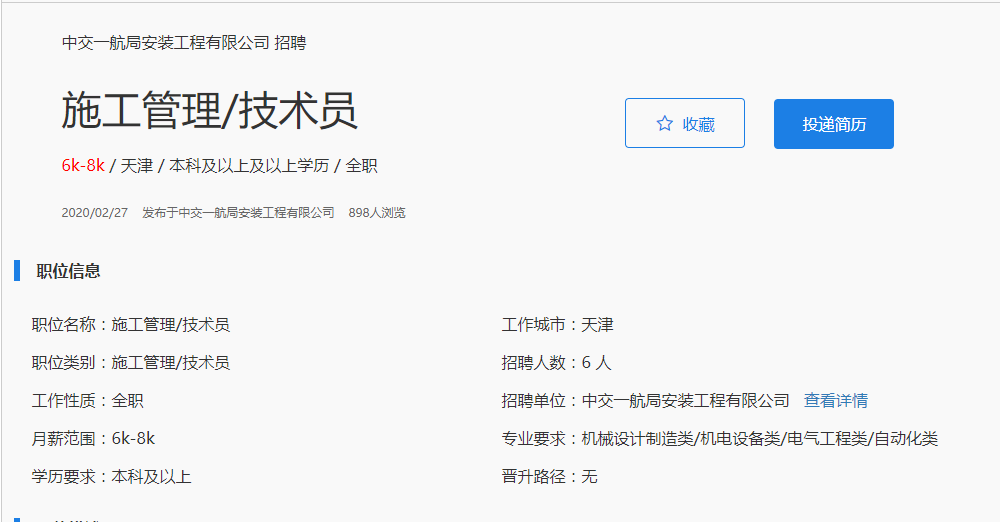 中交一航局安装工程有限公司 招聘
施工管理/技术员
收藏
投递简历
6k-8k / 天津 / 本科及以上及以上学历 / 全职
2020/02/27 发布于中交一航局安装工程有限公司 898人浏览
职位信息
职位名称：施工管理/技术员
工作城市：天津
职位类别：施工管理/技术员
招聘人数：6 人
工作性质：全职
招聘单位：中交一航局安装工程有限公司 查看详情
月薪范围：6k-8k
专业要求：机械设计制造类/机电设备类/电气工程类/自动化类
学历要求：本科及以上
晋升路径：无